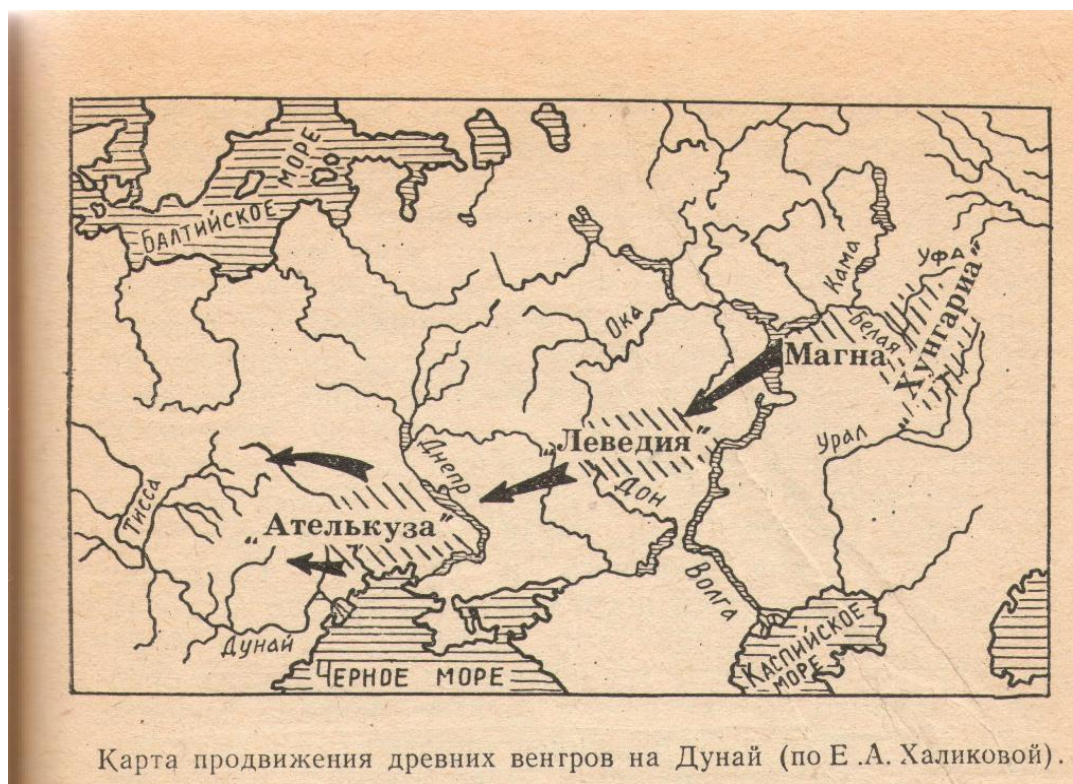 БАЛТИЙСКОЕ
МОРЕ
Кама
УФА
Белая
Ока
Магна
Хунгариа"
„Леведия"
Урал
Днепр
Дон
Тисса
„Ателькуза"
Волга
Дунай
ЧЕРНОЕ МОРЕ
КАСПИЙСКОЕ
МОРЕ
Карта продвижения древних венгров на Дунай (по Е.А. Халиковой).